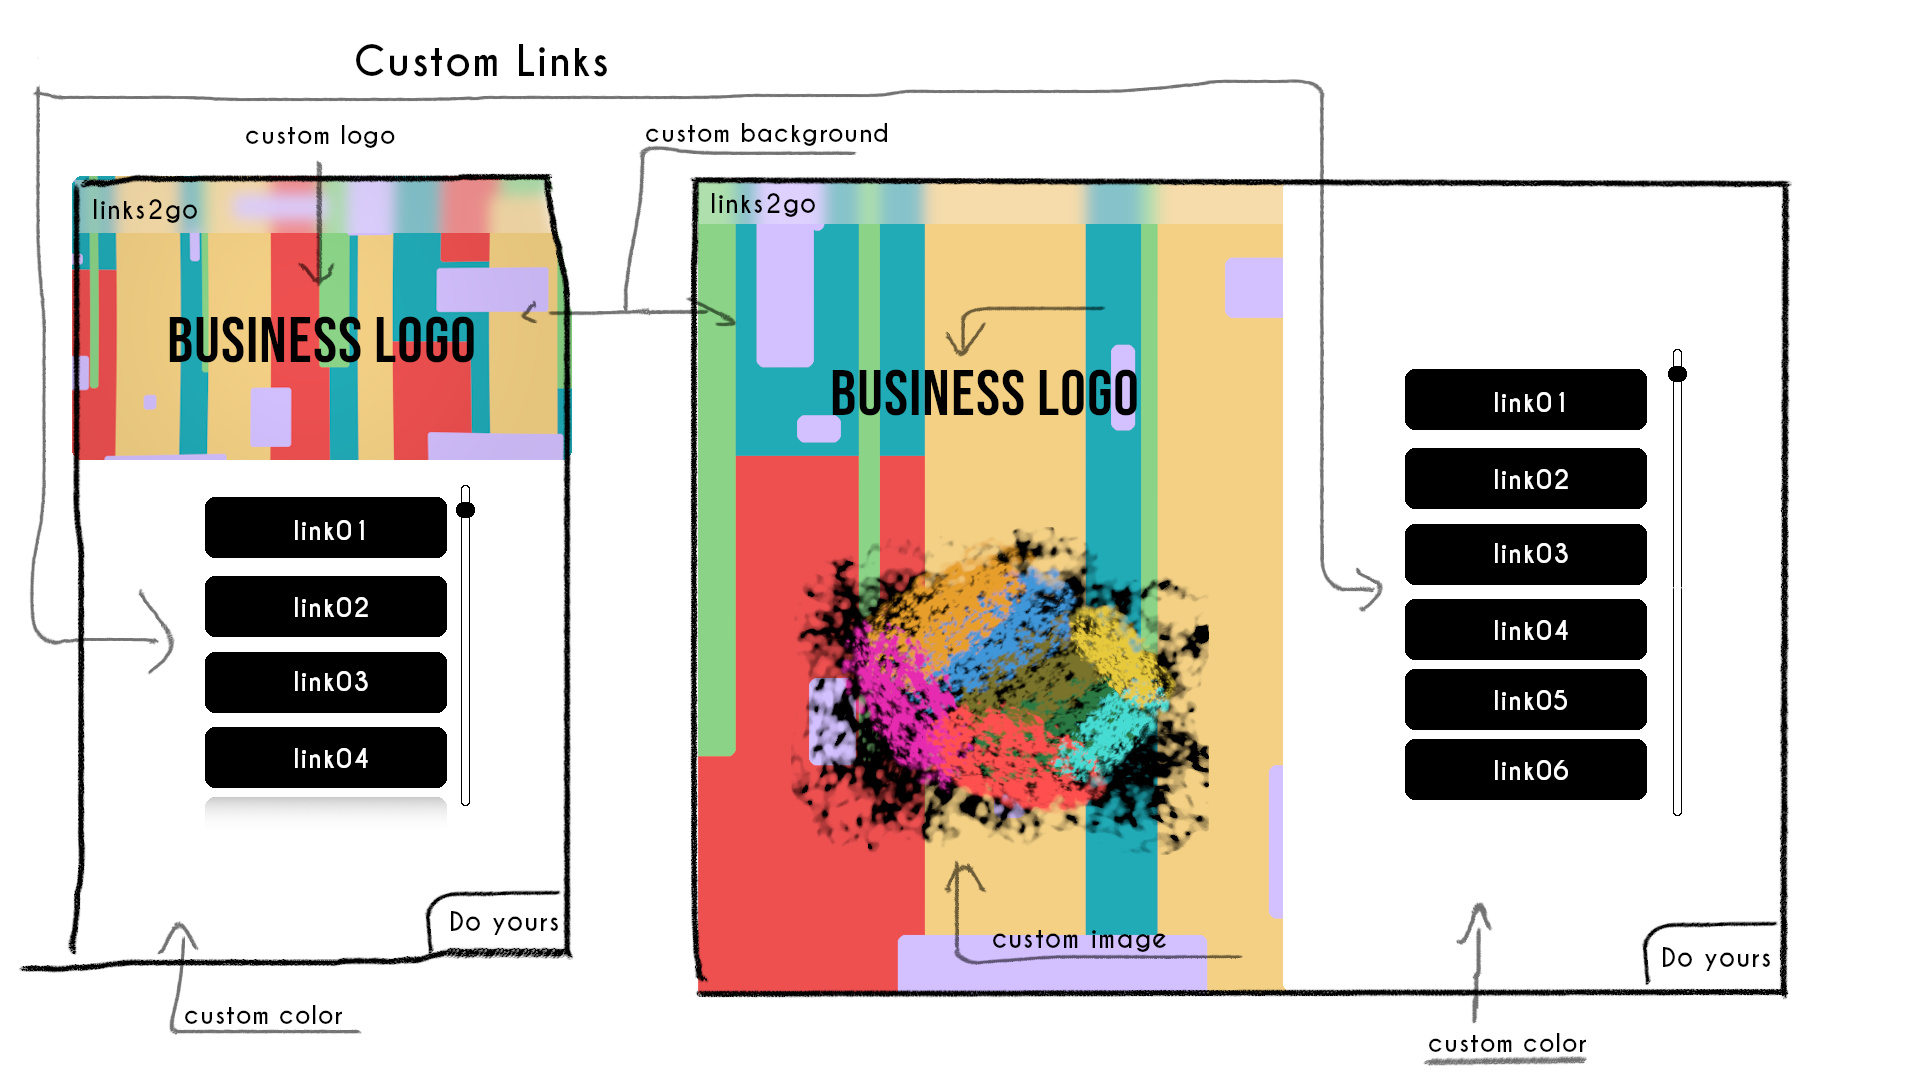 Custom Links
custom logo
custom background
links2go
BUSINESS LOGO
link01
link02
link03
link04
Do yours
custom color
links2go
BUSINESS LOGO
custom image
link01
link02
link03
link04
link05
link06
Do yours
custom color